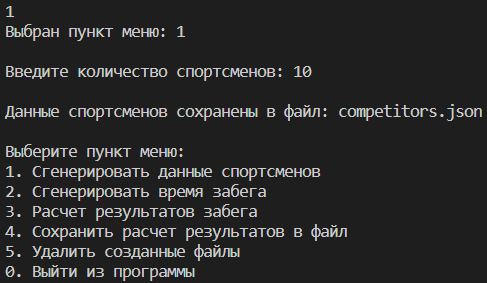 1
Выбран пункт меню: 1
Введите количество спортсменов: 10
Данные спортсменов сохранены в файл: competitors.json
Выберите пункт меню:
1. Сгенерировать данные спортсменов
2. Сгенерировать время забега
3. Расчет результатов забега
4. Сохранить расчет результатов в файл
5. Удалить созданные файлы
0. Выйти из программы